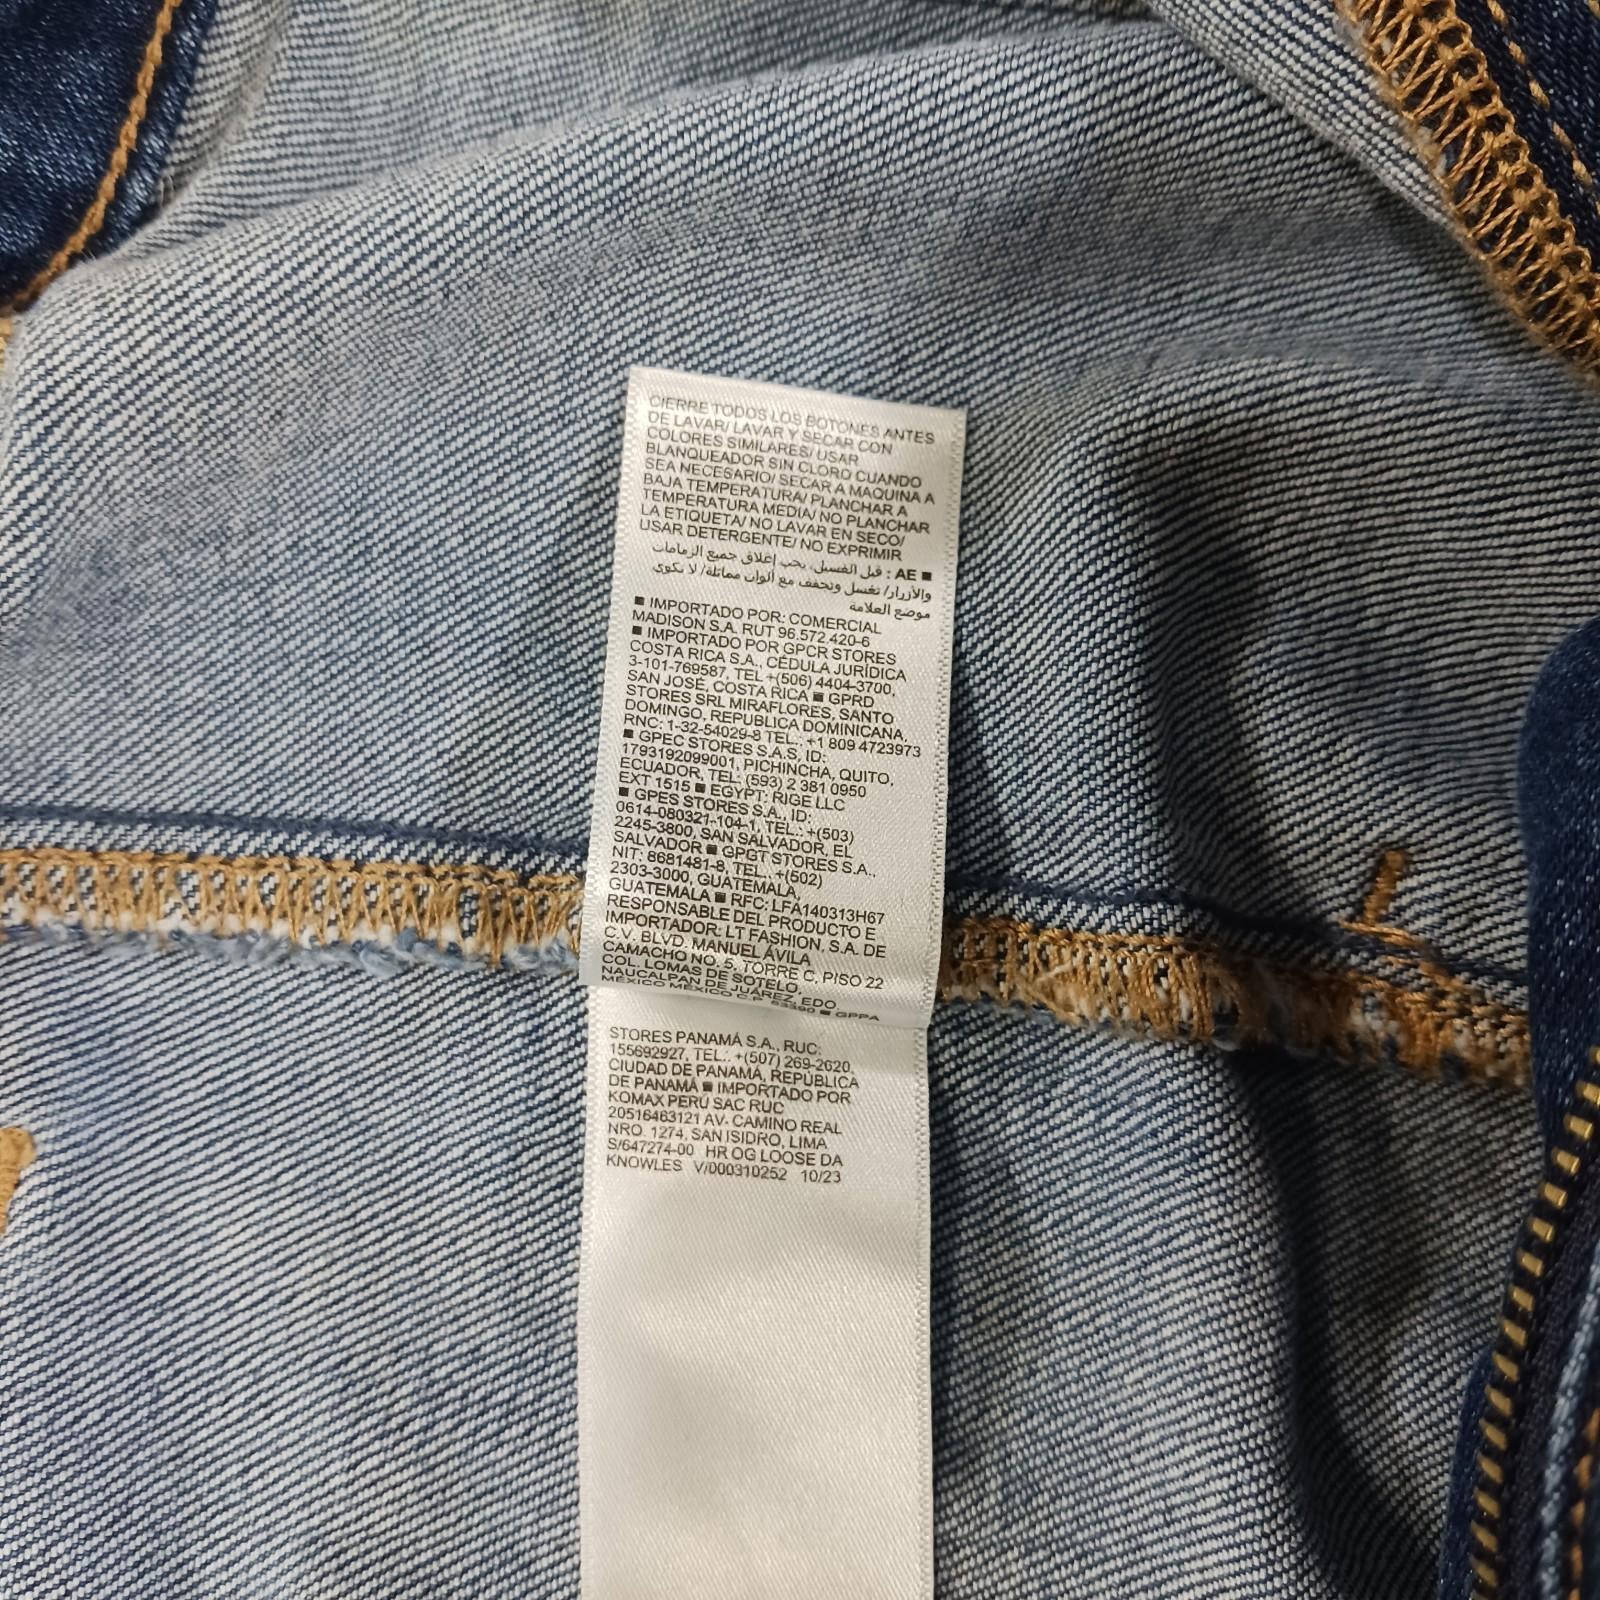 CIERRE TODOS LOS BOTONES ANTES
DE LAVAR/ LAVAR Y SECAR CON
COLORES SIMILARES/ USAR
BLANQUEADOR SIN CLORO CUANDO
SEA NECESARIO/ SECAR A MAQUINA A
BAJA TEMPERATURA/ PLANCHAR A
TEMPERATURA MEDIA/ NO PLANCHAR
LA ETIQUETA/ NO LAVAR EN SECO/
USAR DETERGENTE/ NO EXPRIMIR
■ AE : قبل الغسيل، يجب إغلاق جميع الزمامات
والأزرار/ تغسل وتجفف مع ألوان مماثلة/ لا تكوى
موضع العلامة
■ IMPORTADO POR: COMERCIAL
MADISON S.A. RUT 96.572.420-6
■ IMPORTADO POR GPCR STORES
COSTA RICA S.A., CÉDULA JURÍDICA
3-101-769587, TEL +(506) 4404-3700,
SAN JOSÉ, COSTA RICA ■ GPRD
STORES SRL MIRAFLORES, SANTO
DOMINGO, REPUBLICA DOMINICANA,
RNC: 1-32-54029-8 TEL.: +1 809 4723973
■ GPEC STORES S.A.S, ID:
1793192099001, PICHINCHA, QUITO,
ECUADOR, TEL: (593) 2 381 0950
EXT 1515 ■ EGYPT: RIGE LLC
■ GPES STORES S.A., ID:
0614-080321-104-1, TEL.: +(503)
2245-3800, SAN SALVADOR, EL
SALVADOR ■ GPGT STORES S.A.,
NIT: 8681481-8, TEL.: +(502)
2303-3000, GUATEMALA,
GUATEMALA ■ RFC: LFA140313H67
RESPONSABLE DEL PRODUCTO E
IMPORTADOR: LT FASHION, S.A. DE
C.V. BLVD. MANUEL ÁVILA
CAMACHO NO. 5, TORRE C, PISO 22
COL. LOMAS DE SOTELO,
NAUCALPAN DE JUÁREZ, EDO.
MÉXICO MÉXICO C.P. 53390 ■ GPPA
STORES PANAMÁ S.A., RUC:
155692927, TEL.: +(507) 269-2620,
CIUDAD DE PANAMÁ, REPÚBLICA
DE PANAMÁ ■ IMPORTADO POR
KOMAX PERÚ SAC RUC
20516463121 AV- CAMINO REAL
NRO. 1274, SAN ISIDRO, LIMA
S/647274-00 HR OG LOOSE DA
KNOWLES V/000310252 10/23